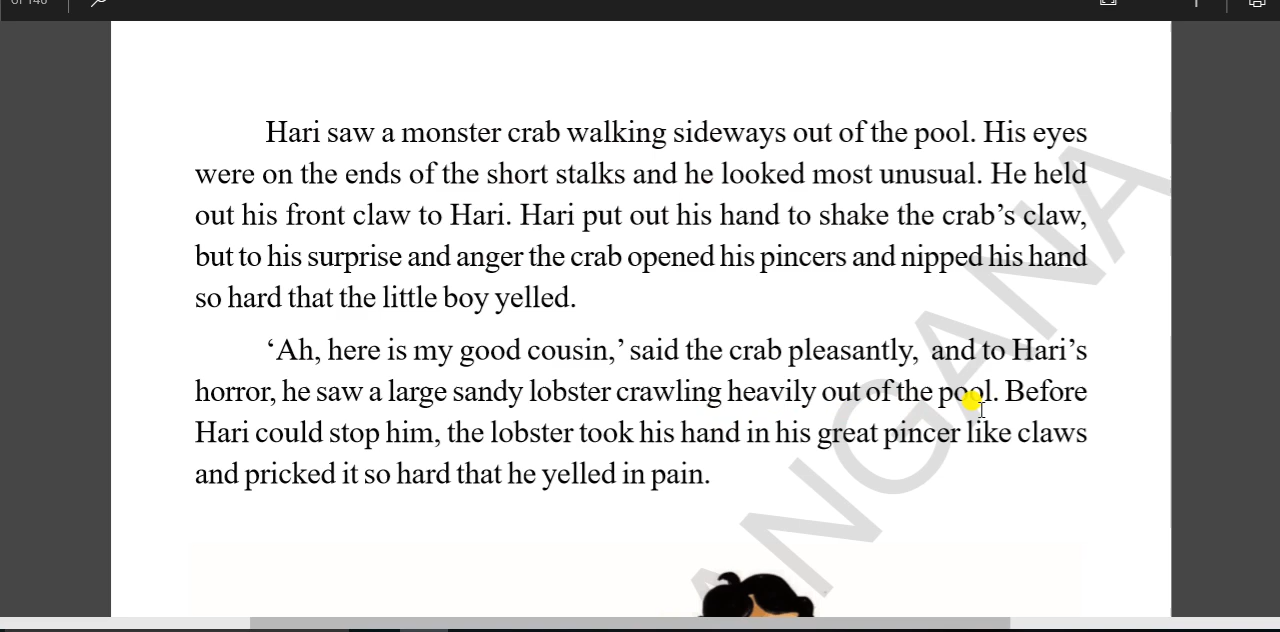 of 146
Hari saw a monster crab walking sideways out of the pool. His eyes
were on the ends of the short stalks and he looked most unusual. He held
out his front claw to Hari. Hari put out his hand to shake the crab’s claw,
but to his surprise and anger the crab opened his pincers and nipped his hand
so hard that the little boy yelled.
‘Ah, here is my good cousin,’ said the crab pleasantly, and to Hari’s
horror, he saw a large sandy lobster crawling heavily out of the pool. Before
Hari could stop him, the lobster took his hand in his great pincer like claws
and pricked it so hard that he yelled in pain.
ANGANA